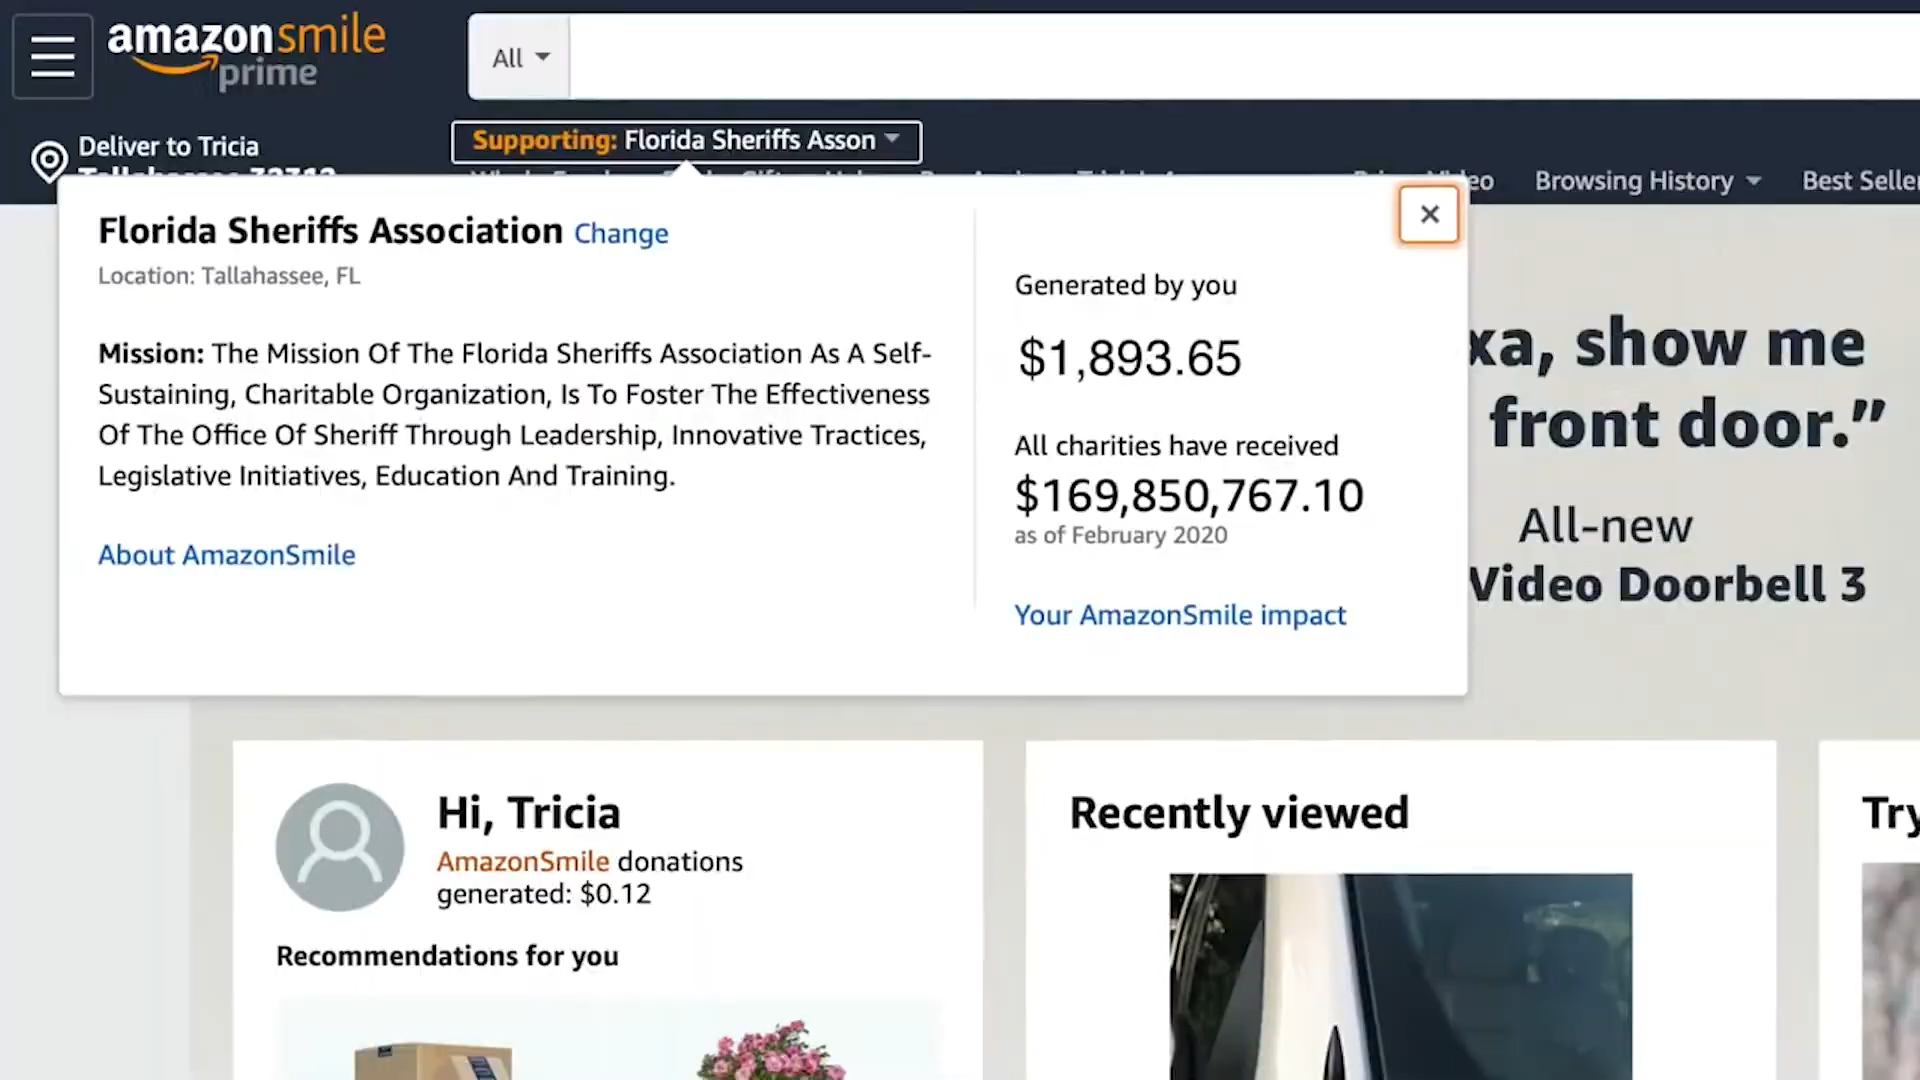 amazonsmile
prime
All
Deliver to Tricia
Tallahassee 32312
Supporting: Florida Sheriffs Asson
Browsing History
Best Seller
Florida Sheriffs Association Change
Location: Tallahassee, FL
Mission: The Mission Of The Florida Sheriffs Association As A Self-
Sustaining, Charitable Organization, Is To Foster The Effectiveness
Of The Office Of Sheriff Through Leadership, Innovative Tractices,
Legislative Initiatives, Education And Training.
About AmazonSmile
Generated by you
$1,893.65
All charities have received
$169,850,767.10
as of February 2020
Your AmazonSmile impact
xa, show me
front door.”
All-new
Video Doorbell 3
Hi, Tricia
AmazonSmile donations
generated: $0.12
Recommendations for you
Recently viewed
Try